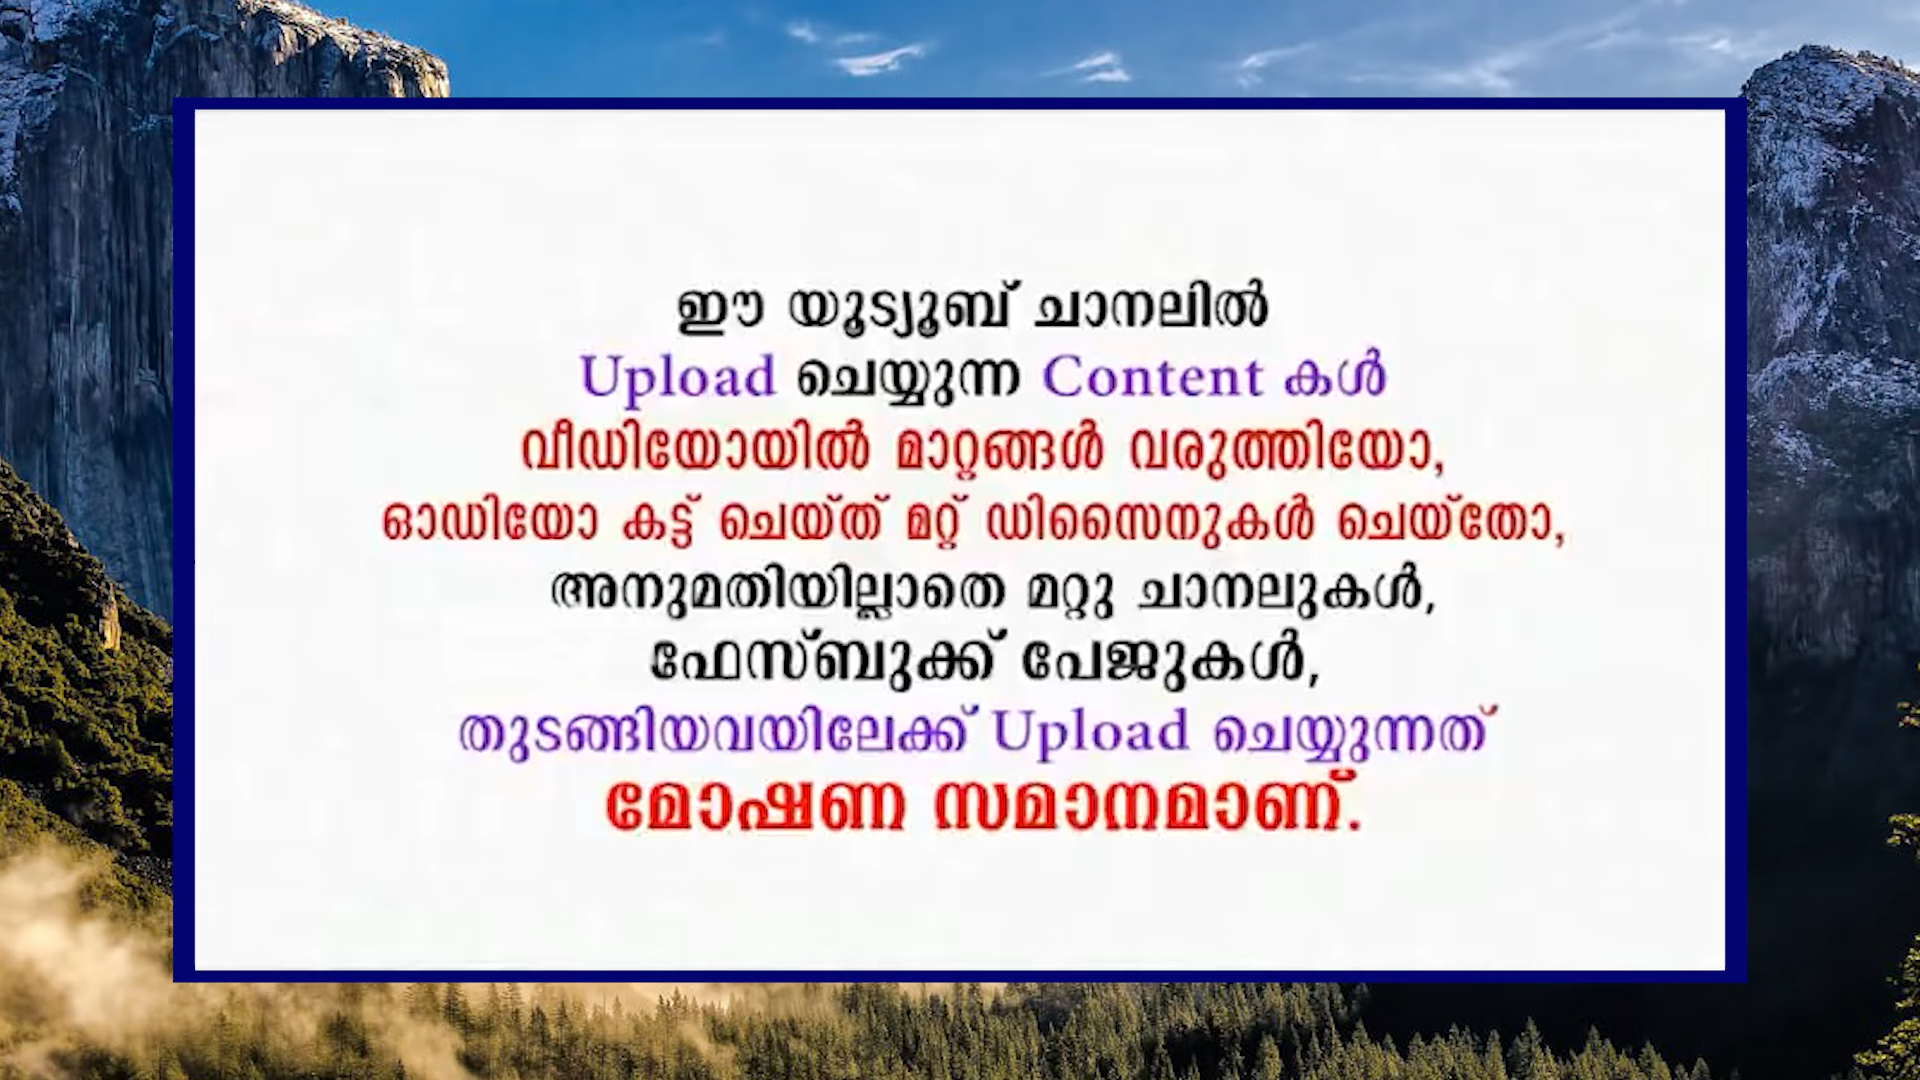 ഈ യൂട്യൂബ് ചാനലിൽ
Upload ചെയ്യുന്ന Content കൾ
വീഡിയോയിൽ മാറ്റങ്ങൾ വരുത്തിയോ,
ഓഡിയോ കട്ട് ചെയ്ത് മറ്റ് ഡിസൈനുകൾ ചെയ്തോ,
അനുമതിയില്ലാതെ മറ്റു ചാനലുകൾ,
ഫേസ്ബുക്ക് പേജുകൾ,
തുടങ്ങിയവയിലേക്ക് Upload ചെയ്യുന്നത്
മോഷണ സമാനമാണ്.